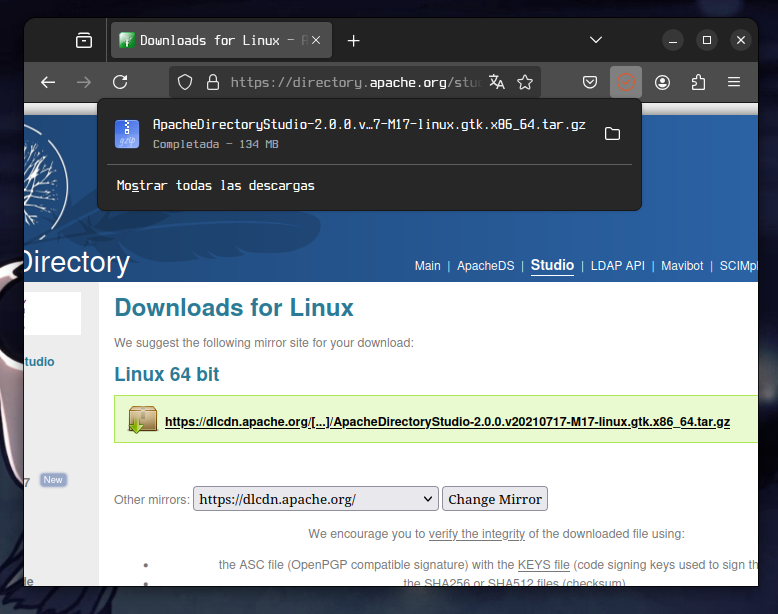 Downloads for Linux –
https://directory.apache.org/stu
ApacheDirectoryStudio-2.0.0.v…7-M17-linux.gtk.x86_64.tar.gz
Completada — 134 MB
gzip
Mostrar todas las descargas
Directory
Main | ApacheDS | Studio | LDAP API | Mavibot | SCIMpl
Downloads for Linux
We suggest the following mirror site for your download:
tudio
Linux 64 bit
https://dlcdn.apache.org/[...]/ApacheDirectoryStudio-2.0.0.v20210717-M17-linux.gtk.x86_64.tar.gz
7 New
Other mirrors: https://dlcdn.apache.org/ Change Mirror
We encourage you to verify the integrity of the downloaded file using:
• the ASC file (OpenPGP compatible signature) with the KEYS file (code signing keys used to sign th
• the SHA256 or SHA512 files (checksum)
de